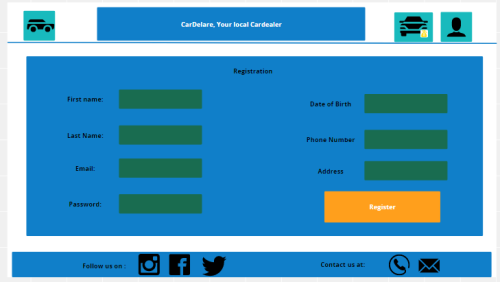 CarDelare, Your local Cardealer
Registration
First name:
Last Name:
Email:
Password:
Date of Birth
Phone Number
Address
Register
Follow us on :
Contact us at: